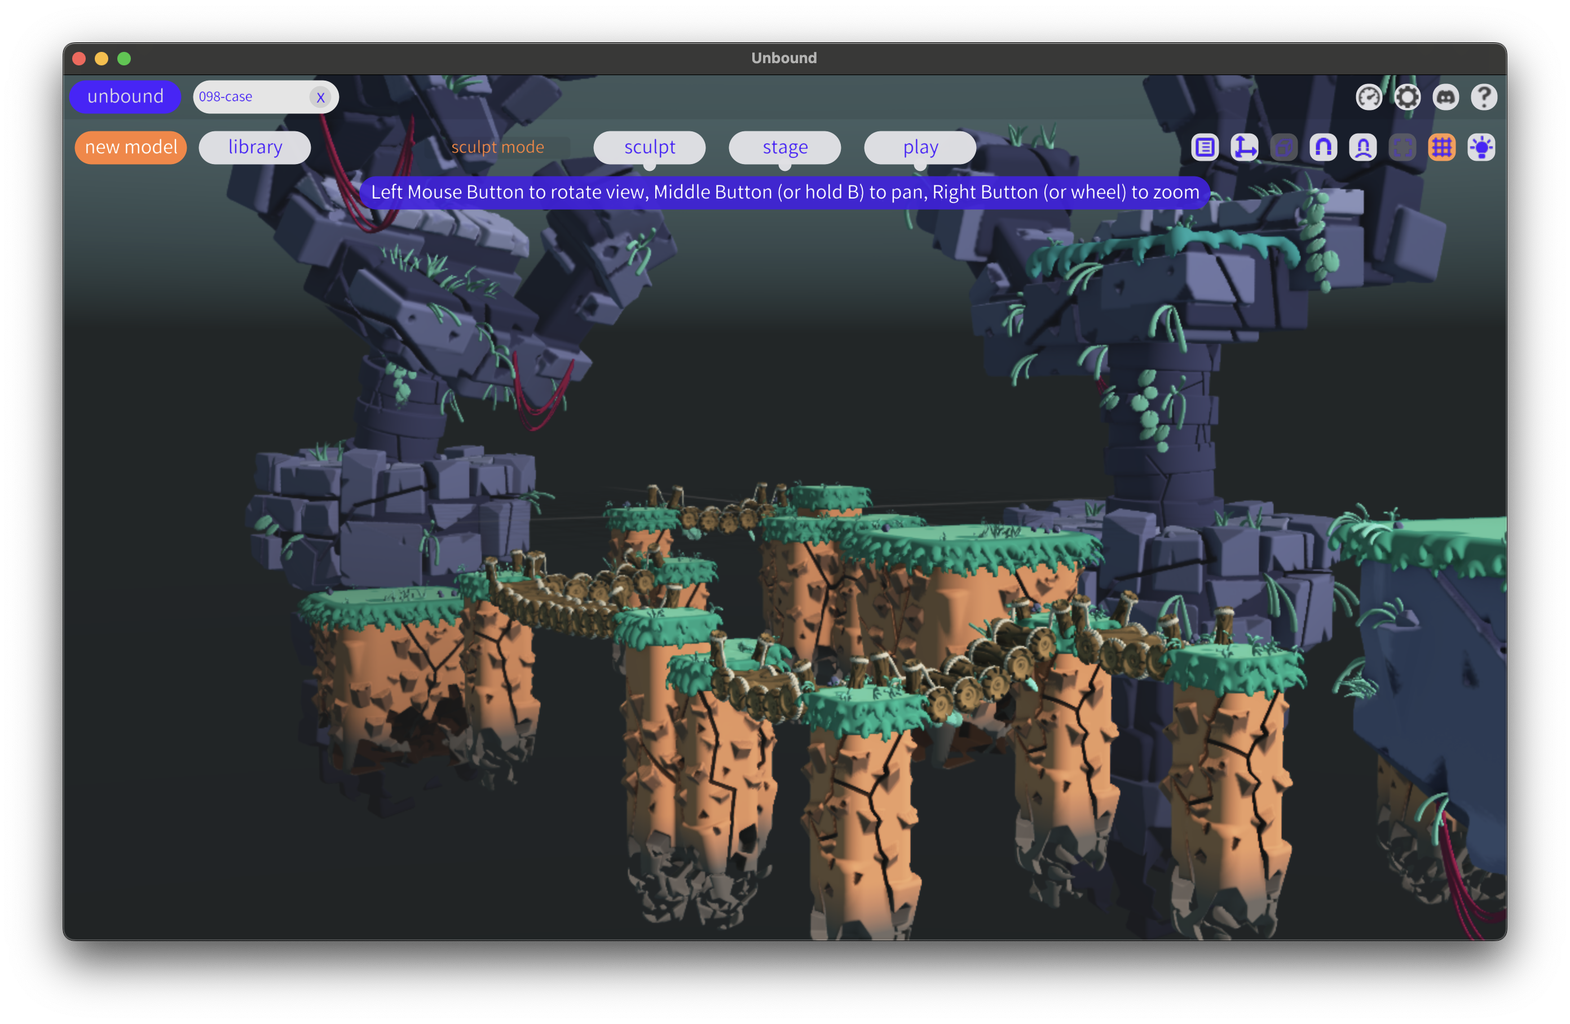 Unbound
unbound
098-case
X
new model
library
sculpt mode
sculpt
stage
play
Left Mouse Button to rotate view, Middle Button (or hold B) to pan, Right Button (or wheel) to zoom
?